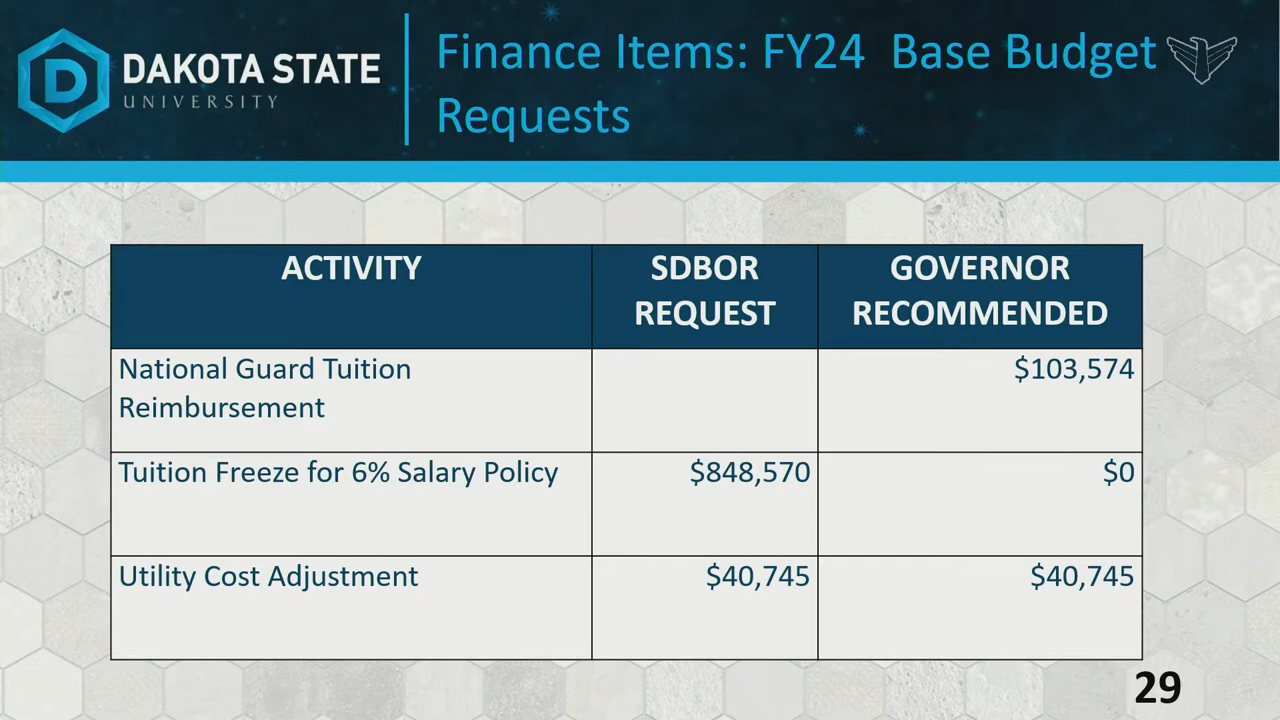 DAKOTA STATE
UNIVERSITY
Finance Items: FY24 Base Budget
Requests
ACTIVITY
SDBOR
REQUEST
GOVERNOR
RECOMMENDED
National Guard Tuition
Reimbursement
$103,574
Tuition Freeze for 6% Salary Policy
$848,570
$0
Utility Cost Adjustment
$40,745
$40,745
29